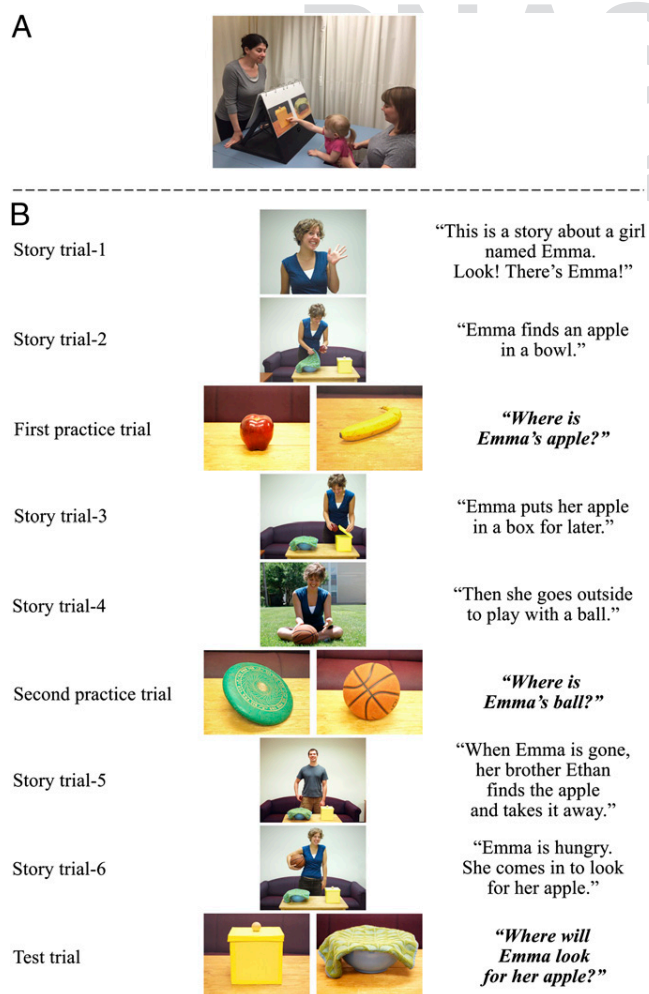 A
B
Story trial-1
“This is a story about a girl
named Emma.
Look! There’s Emma!”
Story trial-2
“Emma finds an apple
in a bowl.”
First practice trial
“Where is
Emma’s apple?”
Story trial-3
“Emma puts her apple
in a box for later.”
Story trial-4
“Then she goes outside
to play with a ball.”
Second practice trial
“Where is
Emma’s ball?”
Story trial-5
“When Emma is gone,
her brother Ethan
finds the apple
and takes it away.”
Story trial-6
“Emma is hungry.
She comes in to look
for her apple.”
Test trial
“Where will
Emma look
for her apple?”